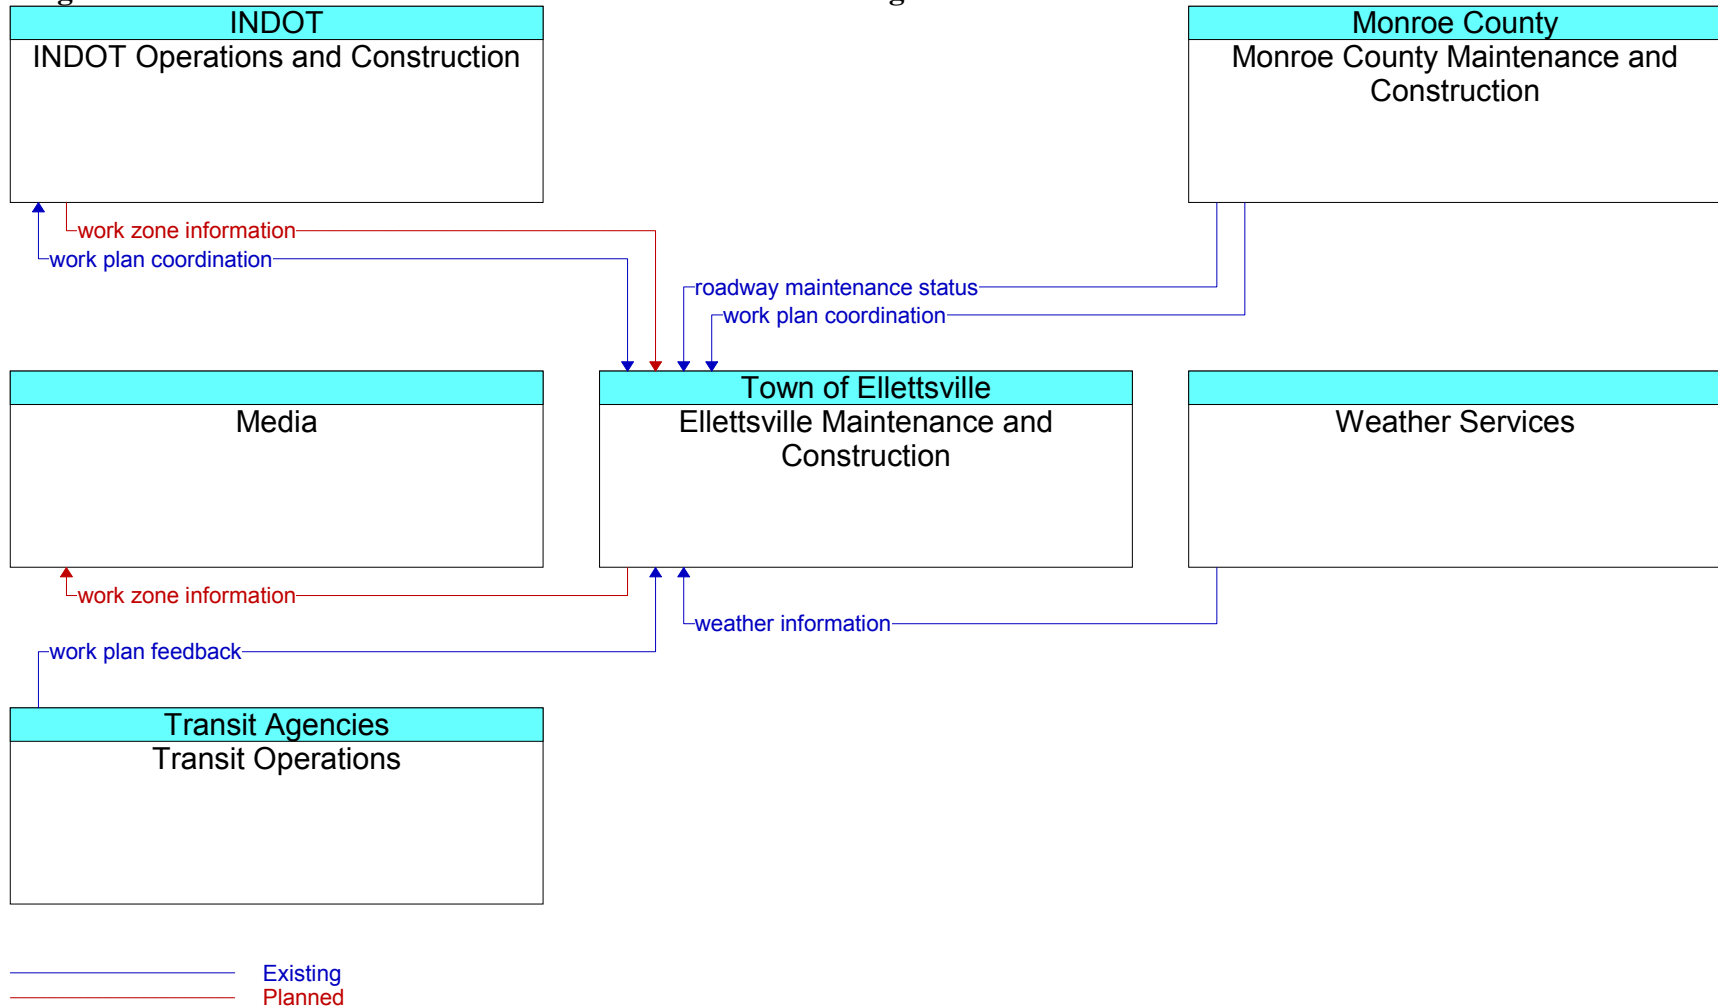 INDOT
INDOT Operations and Construction
Monroe County
Monroe County Maintenance and
Construction
work zone information
work plan coordination
roadway maintenance status
work plan coordination
Media
Town of Ellettsville
Ellettsville Maintenance and
Construction
Weather Services
work zone information
weather information
work plan feedback
Transit Agencies
Transit Operations
Existing
Planned